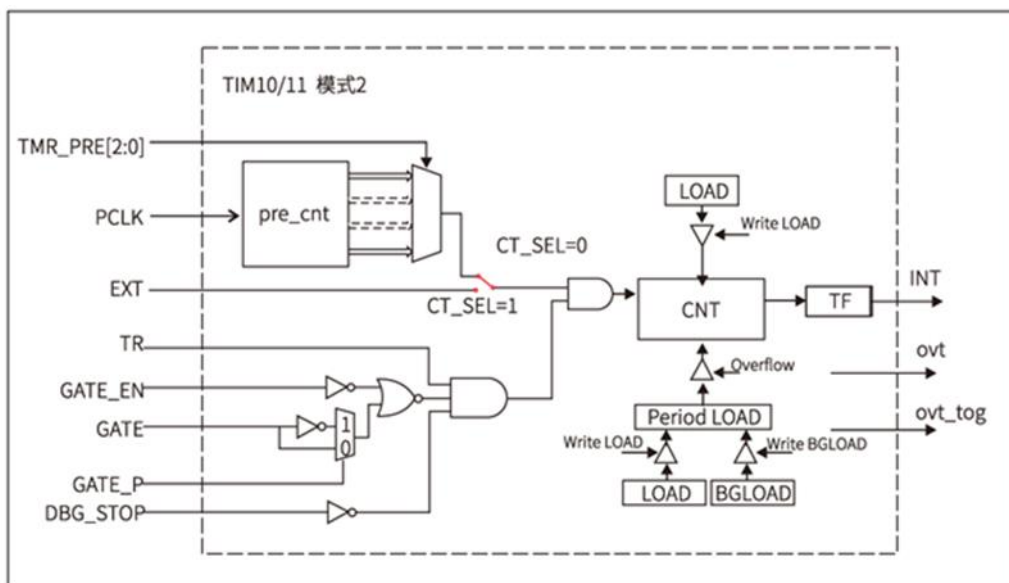 TIM10/11 模式2
TMR_PRE[2:0]
PCLK
pre_cnt
EXT
CT_SEL=0
CT_SEL=1
TR
GATE_EN
GATE
1
0
GATE_P
DBG_STOP
LOAD
Write LOAD
CNT
TF
INT
Overflow
ovt
Period LOAD
ovt_tog
Write LOAD
Write BGLOAD
LOAD
BGLOAD